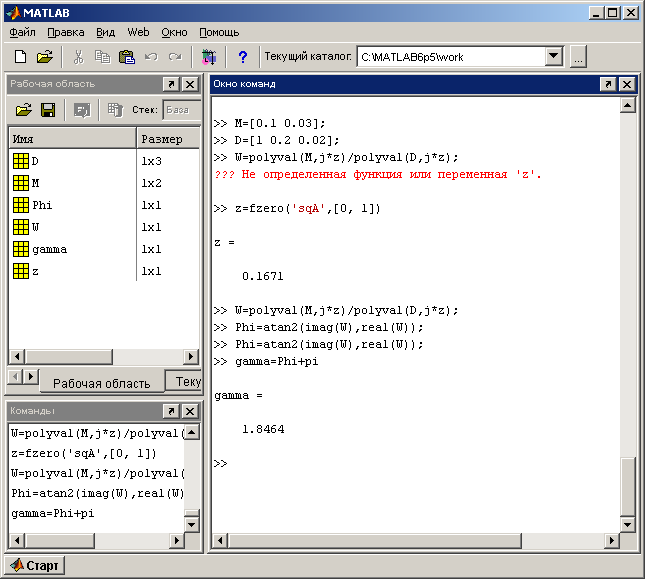 MATLAB
Файл Правка Вид Web Окно Помощь
? Текущий каталог: C:\MATLAB6p5\work ...
Рабочая область
Стек: База
Имя Размер
D 1x3
M 1x2
Phi 1x1
W 1x1
gamma 1x1
z 1x1
Рабочая область Теку
Команды
W=polyval(M,j*z)/polyval(
z=fzero('sqA',[0, 1])
W=polyval(M,j*z)/polyval(
Phi=atan2(imag(W),real(W)
gamma=Phi+pi
Окно команд
>> M=[0.1 0.03];
>> D=[1 0.2 0.02];
>> W=polyval(M,j*z)/polyval(D,j*z);
??? Не определенная функция или переменная 'z'.
>> z=fzero('sqA',[0, 1])
z =
0.1671
>> W=polyval(M,j*z)/polyval(D,j*z);
>> Phi=atan2(imag(W),real(W));
>> Phi=atan2(imag(W),real(W));
>> gamma=Phi+pi
gamma =
1.8464
>>
Старт